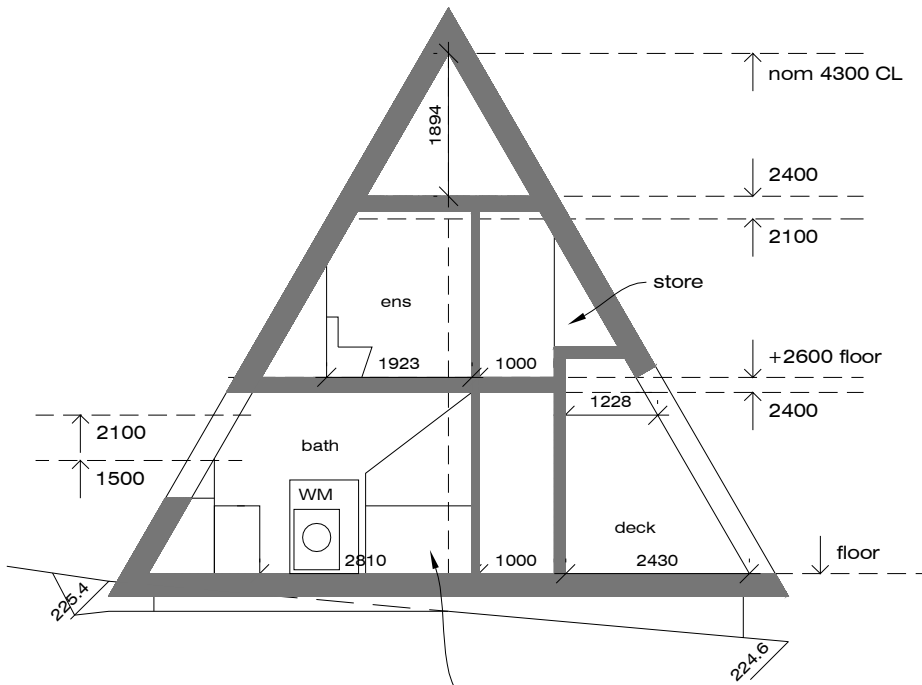 nom 4300 CL
1894
2400
2100
ens
store
1923
1000
+2600 floor
1228
2400
2100
bath
1500
WM
deck
2810
1000
2430
floor
225.4
224.6